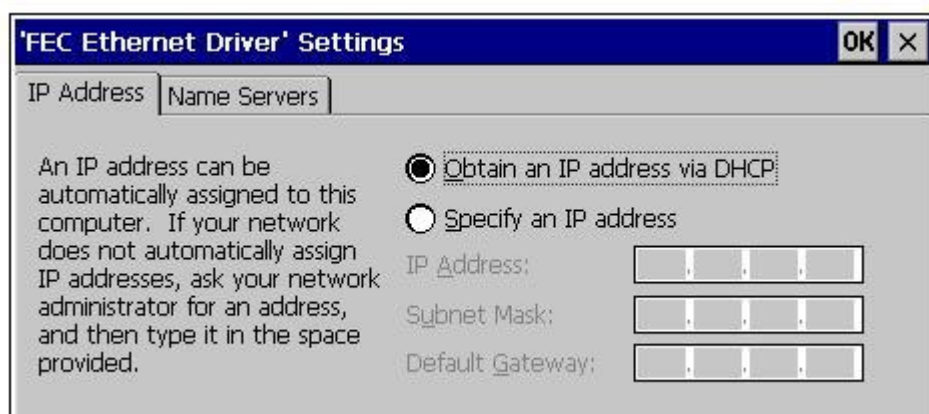 'FEC Ethernet Driver' Settings
OK ×
IP Address Name Servers
An IP address can be
automatically assigned to this
computer. If your network
does not automatically assign
IP addresses, ask your network
administrator for an address,
and then type it in the space
provided.
Obtain an IP address via DHCP
Specify an IP address
IP Address:
Subnet Mask:
Default Gateway: